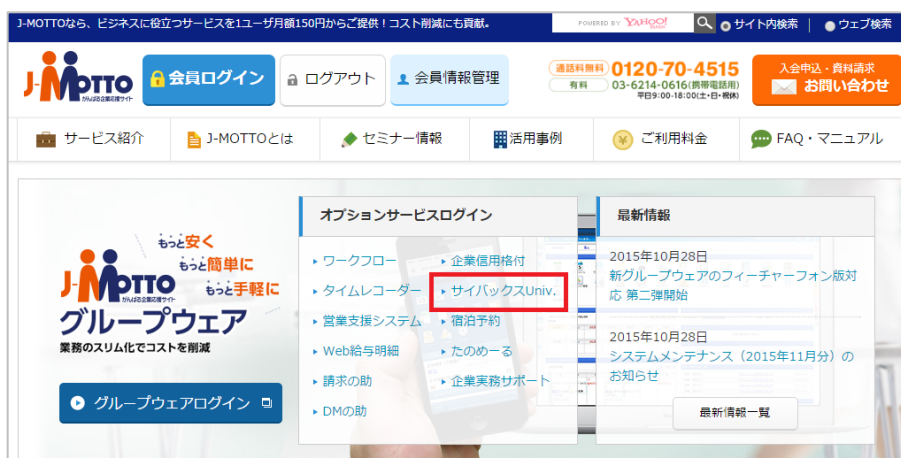 J-MOTTOなら、ビジネスに役立つサービスを1ユーザ月額150円からご提供！コスト削減にも貢献。
POWERED BY YAHOO! JAPAN
サイト内検索 | ウェブ検索
J-MOTTO
がんばる企業応援サイト
会員ログイン
ログアウト
会員情報管理
通話料無料 0120-70-4515
有料 03-6214-0616(携帯電話用)
平日9:00-18:00(土・日・祝休)
入会申込・資料請求
お問い合わせ
サービス紹介
J-MOTTOとは
セミナー情報
活用事例
ご利用料金
FAQ・マニュアル
もっと安く
もっと簡単に
もっと手軽に
J-MOTTO
がんばる企業応援サイト
グループウェア
業務のスリム化でコストを削減
グループウェアログイン
オプションサービスログイン
ワークフロー
企業信用格付
タイムレコーダー
サイバックスUniv.
営業支援システム
宿泊予約
Web給与明細
たのめーる
請求の助
企業実務サポート
DMの助
最新情報
2015年10月28日
新グループウェアのフィーチャーフォン版対
応 第二弾開始
2015年10月28日
システムメンテナンス（2015年11月分）の
お知らせ
最新情報一覧